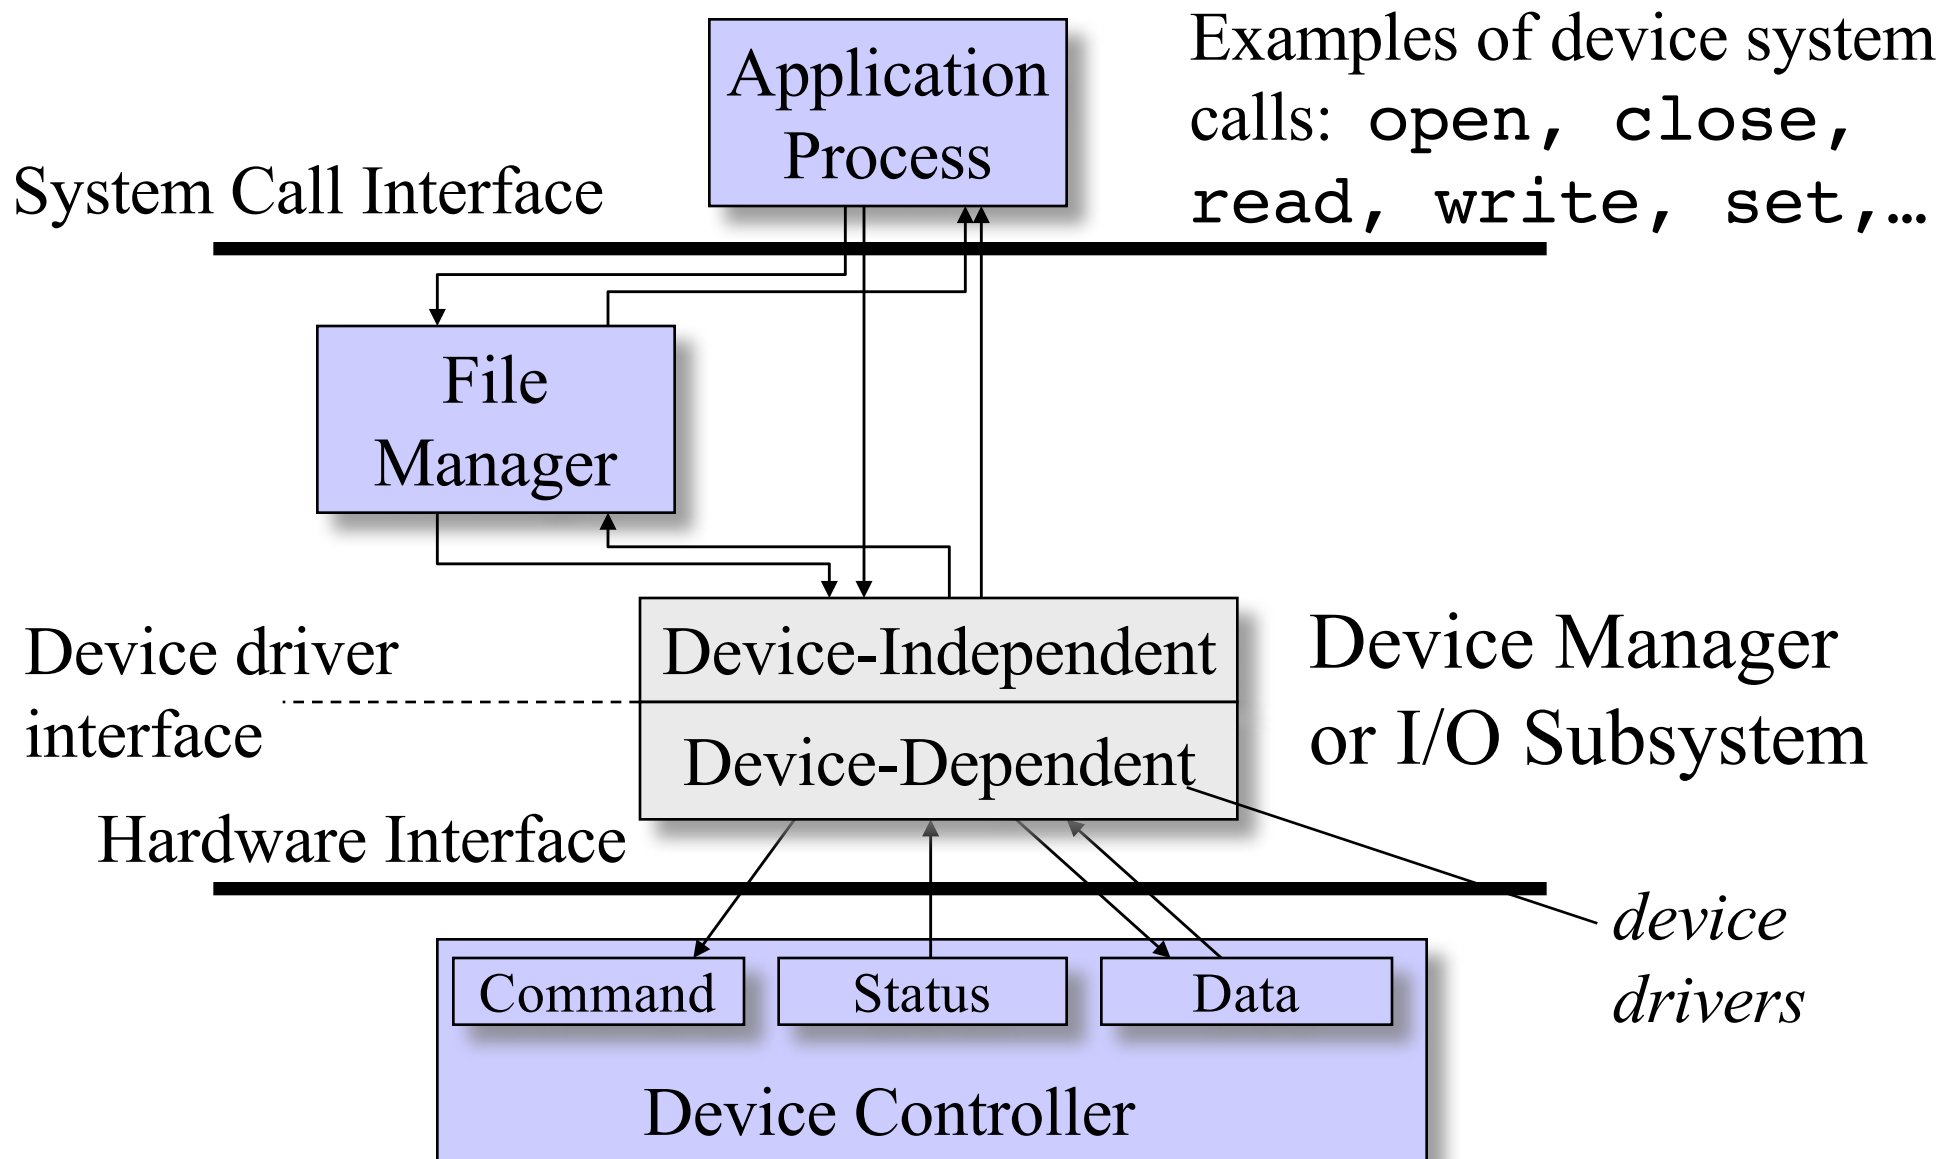 Application
Process
Examples of device system
calls: open, close,
read, write, set,…
System Call Interface
File
Manager
Device driver
interface
Device-Independent
Device-Dependent
Device Manager
or I/O Subsystem
Hardware Interface
device
drivers
Command
Status
Data
Device Controller